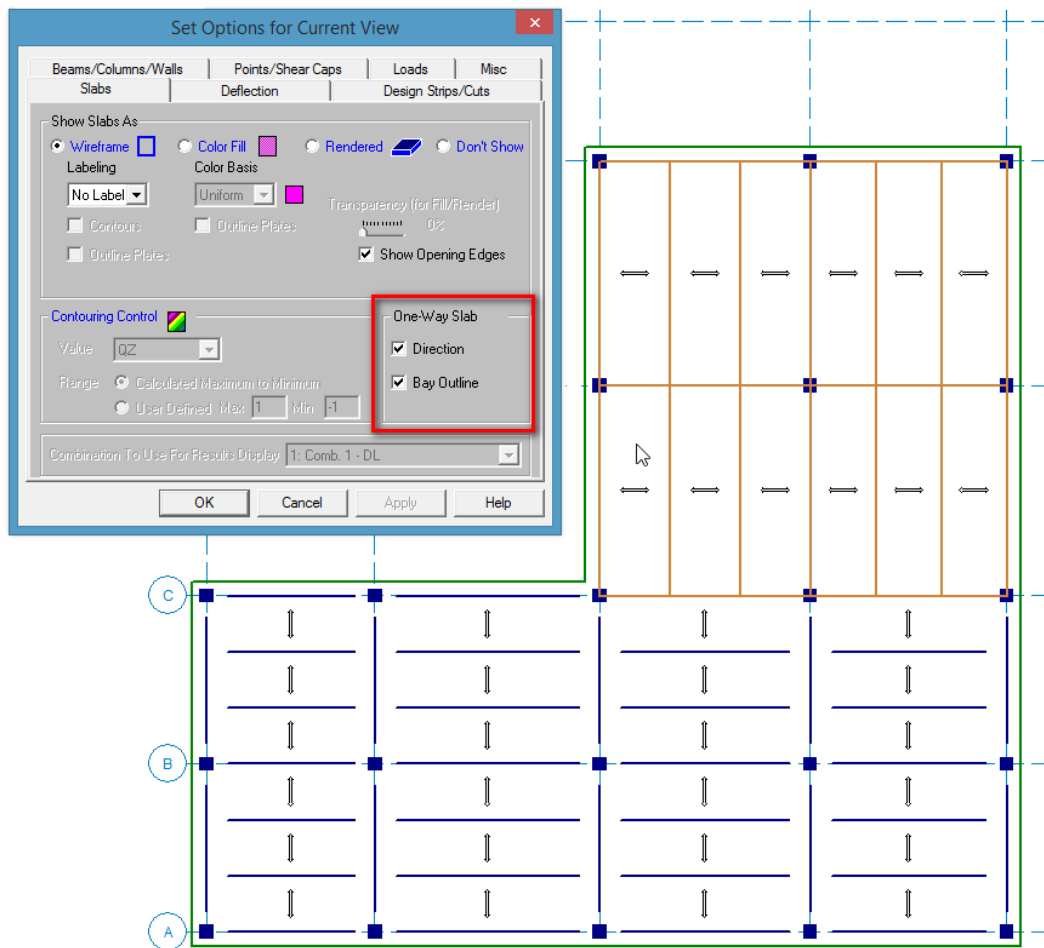 Set Options for Current View
Beams/Columns/Walls Points/Shear Caps Loads Misc
Slabs Deflection Design Strips/Cuts
Show Slabs As
Wireframe Color Fill Rendered Don't Show
Labeling Color Basis
No Label Uniform Transparency (for Fill/Render)
Contours Outline Plates 0%
Outline Plates Show Opening Edges
Contouring Control One-Way Slab
Value QZ Direction
Range Calculated Maximum to Minimum Bay Outline
User Defined Max 1 Min -1
Combination To Use For Results Display 1: Comb. 1 - DL
OK Cancel Apply Help
C
B
A